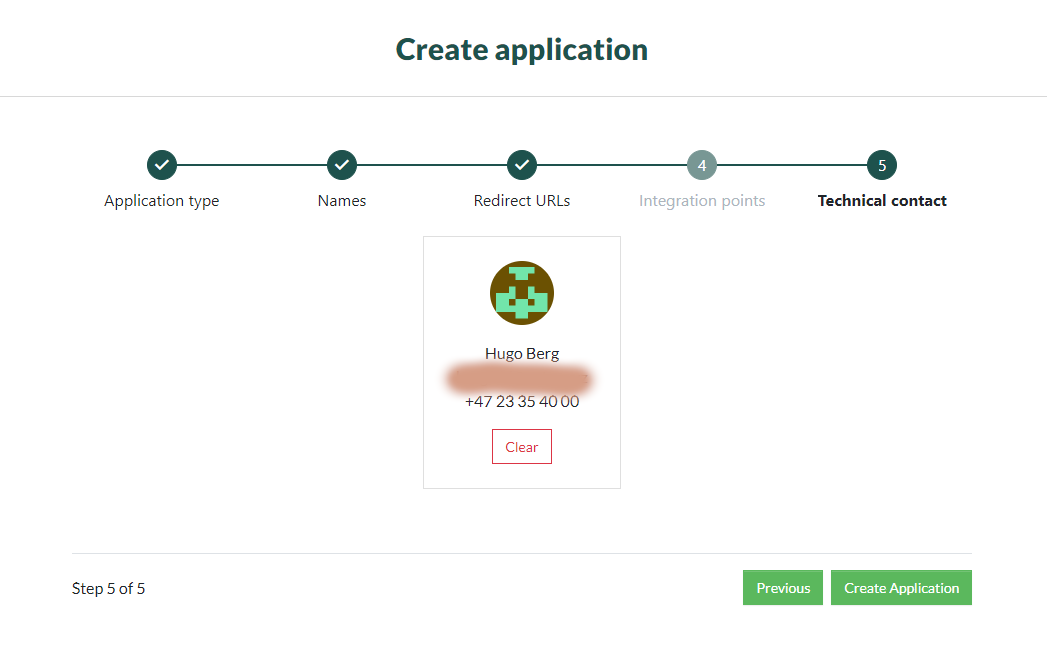 Create application
4
5
Application type
Names
Redirect URLs
Integration points
Technical contact
Hugo Berg
+47 23 35 40 00
Clear
Step 5 of 5
Previous
Create Application